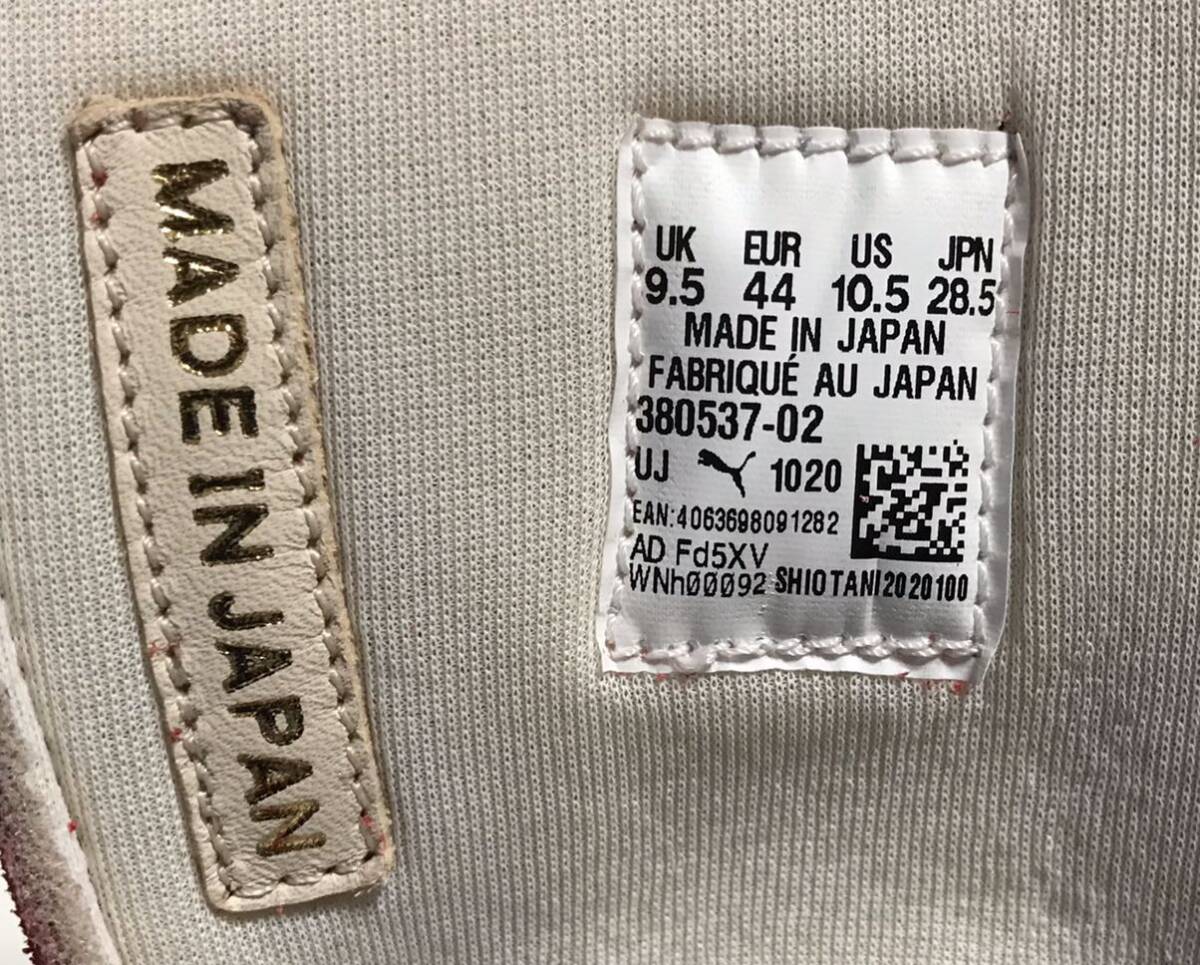 MADE IN JAPAN
UK EUR US JPN
9.5 44 10.5 28.5
MADE IN JAPAN
FABRIQUÉ AU JAPAN
380537-02
UJ 1020
EAN:4063698091282
AD Fd5XV
WNh00092 SHIOTANI2020100